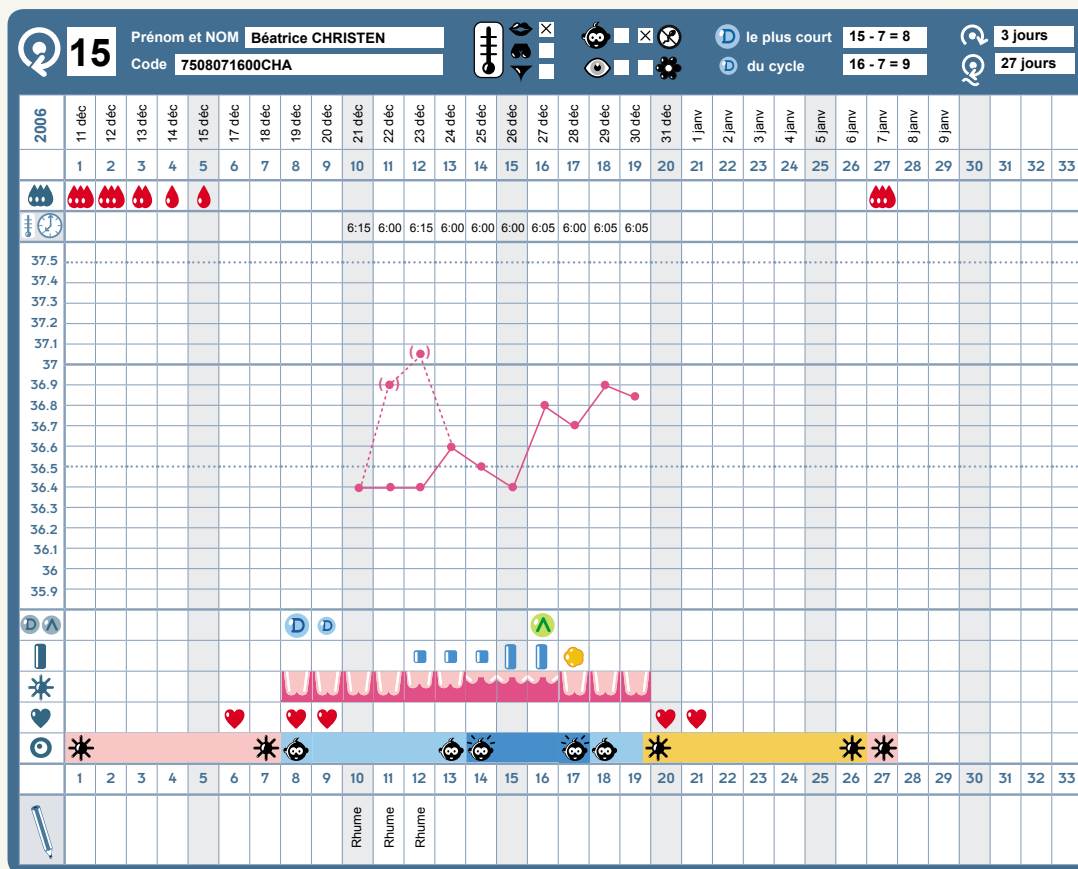 15 Prénom et NOM Béatrice CHRISTEN D le plus court 15 - 7 = 8 3 jours
Code 7508071600CHA D du cycle 16 - 7 = 9 27 jours
2006 11 déc 12 déc 13 déc 14 déc 15 déc 17 déc 18 déc 19 déc 20 déc 21 déc 22 déc 23 déc 24 déc 25 déc 26 déc 27 déc 28 déc 29 déc 30 déc 31 déc 1 janv 2 janv 3 janv 4 janv 5 janv 6 janv 7 janv 8 janv 9 janv
1 2 3 4 5 6 7 8 9 10 11 12 13 14 15 16 17 18 19 20 21 22 23 24 25 26 27 28 29 30 31 32 33
6:15 6:00 6:15 6:00 6:00 6:00 6:05 6:00 6:05 6:05
37.5
37.4
37.3
37.2
37.1
37
36.9
36.8
36.6
36.5
36.4
36.3
36.2
36.1
36
35.9
D Λ D D Λ
1 2 3 4 5 6 7 8 9 10 11 12 13 14 15 16 17 18 19 20 21 22 23 24 25 26 27 28 29 30 31 32 33
Rhume Rhume Rhume